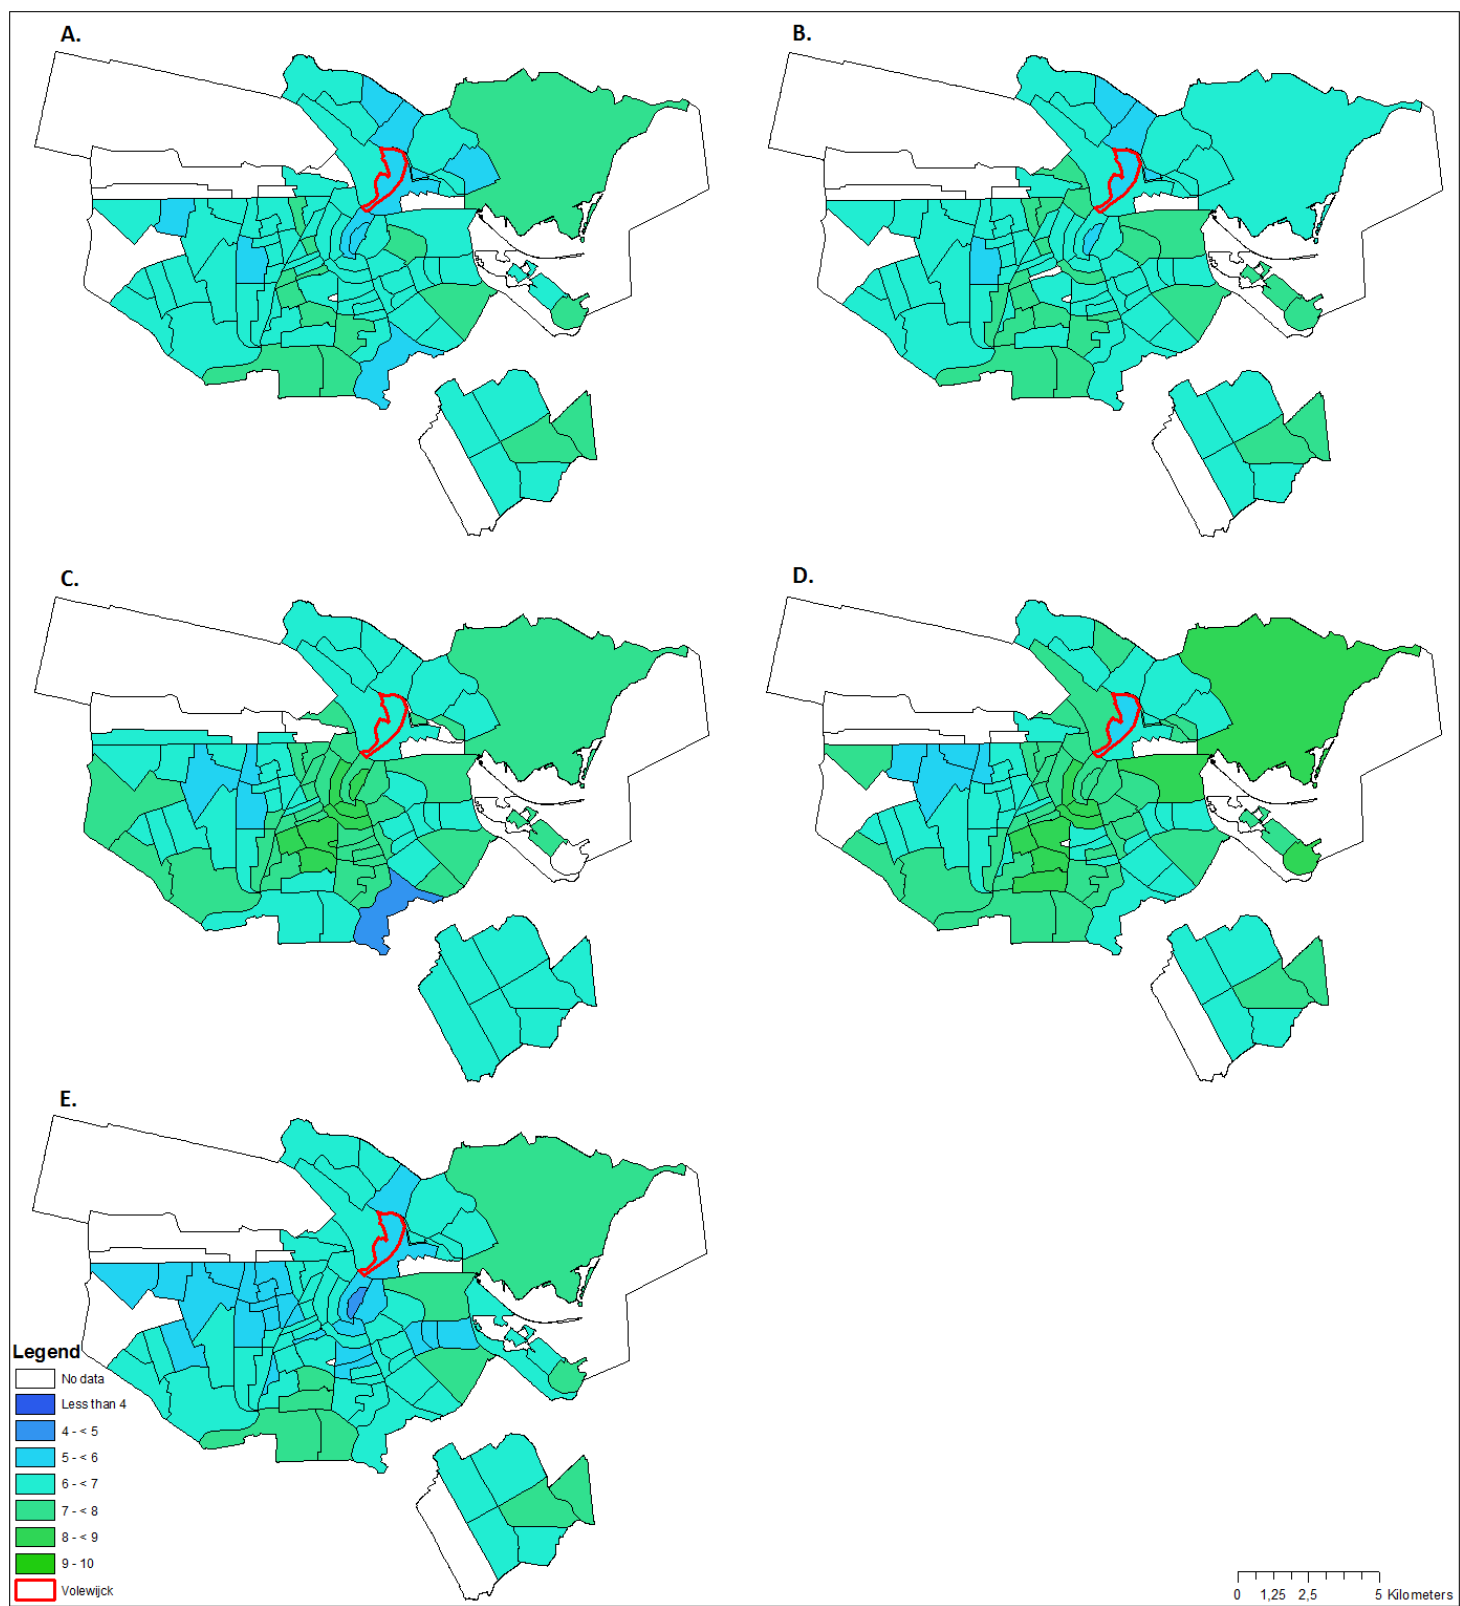 A.
B.
C.
D.
E.
Legend
No data
Less than 4
4 - < 5
5 - < 6
6 - < 7
7 - < 8
8 - < 9
9 - 10
Volewijck
0 1,25 2,5 5 Kilometers